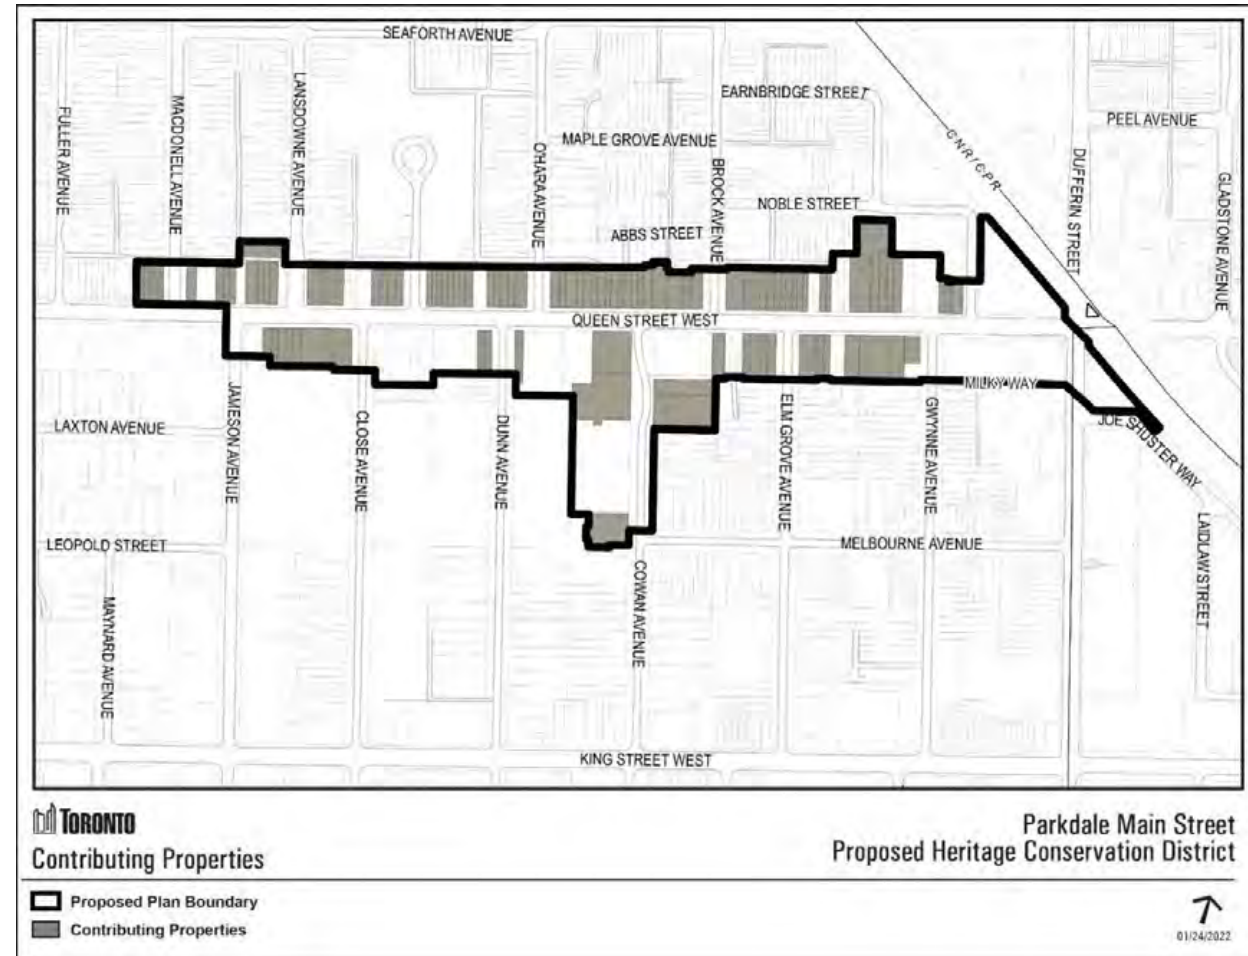 SEAFORTH AVENUE
FULLER AVENUE
MACDONELL AVENUE
LANSDOWNE AVENUE
O'HARA AVENUE
MAPLE GROVE AVENUE
EARNBRIDGE STREET
BROCK AVENUE
NOBLE STREET
ABBS STREET
CNR/CPR
DUFFERIN STREET
PEEL AVENUE
GLADSTONE AVENUE
QUEEN STREET WEST
MILKY WAY
JOE SHUSTER WAY
LAXTON AVENUE
JAMESON AVENUE
CLOSE AVENUE
DUNN AVENUE
ELM GROVE AVENUE
GWYNNE AVENUE
LEOPOLD STREET
MELBOURNE AVENUE
LAIDLAW STREET
MAYNARD AVENUE
COWAN AVENUE
KING STREET WEST
TORONTO
Contributing Properties
Parkdale Main Street
Proposed Heritage Conservation District
Proposed Plan Boundary
Contributing Properties
01/24/2022